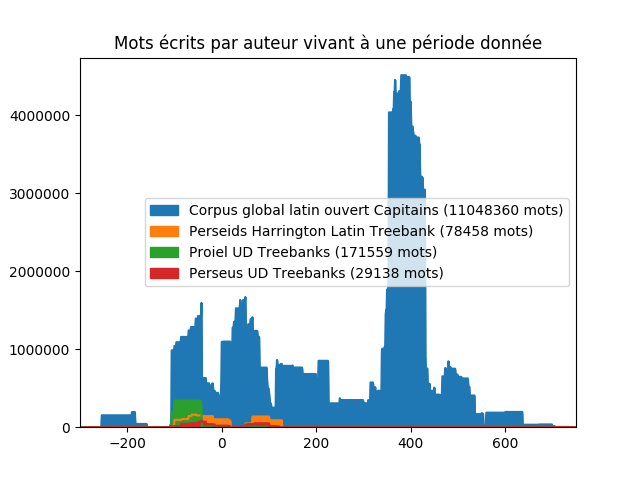 Mots écrits par auteur vivant à une période donnée
4000000
3000000
2000000
1000000
0
Corpus global latin ouvert Capitains (11048360 mots)
Perseids Harrington Latin Treebank (78458 mots)
Proiel UD Treebanks (171559 mots)
Perseus UD Treebanks (29138 mots)
−200 0 200 400 600